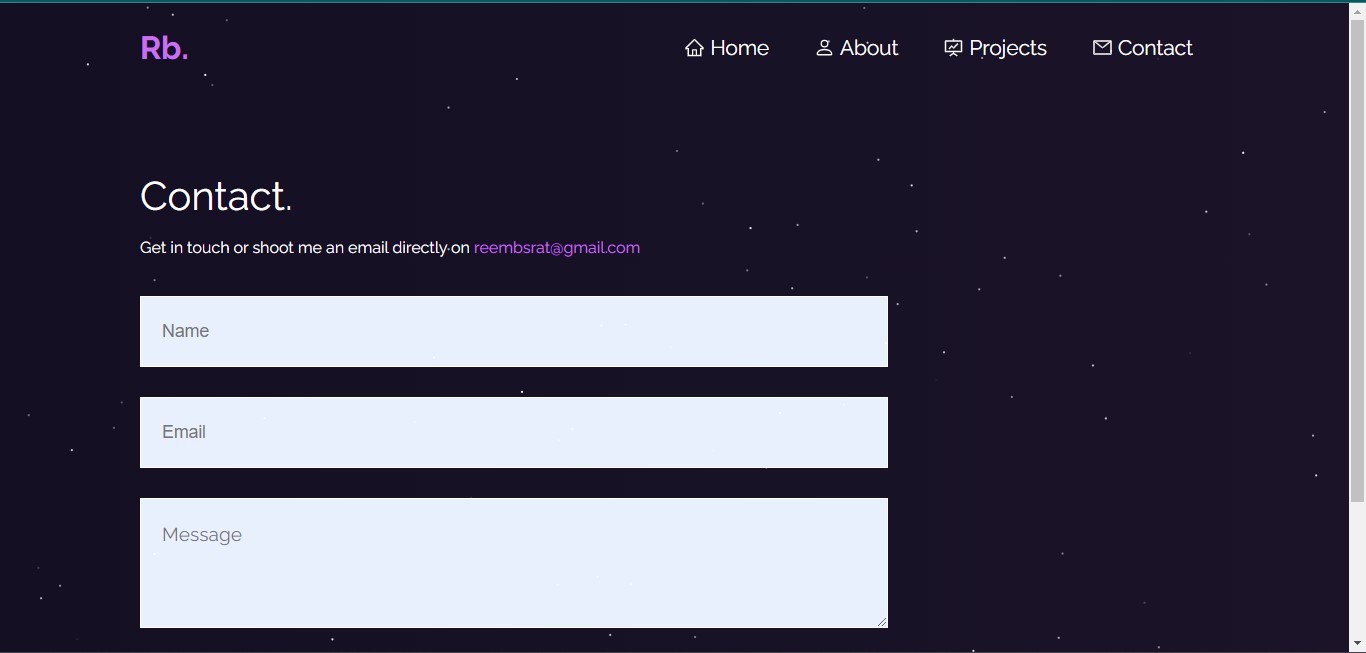 Rb.
Home About Projects Contact
Contact.
Get in touch or shoot me an email directly on reembsrat@gmail.com
Name
Email
Message